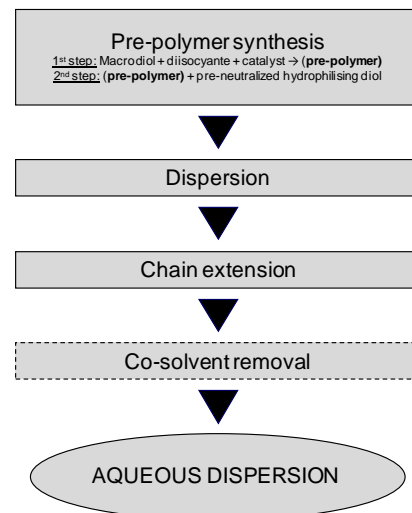 Pre-polymer synthesis
1st step: Macrodiol + diisocyante + catalyst → (pre-polymer)
2nd step: (pre-polymer) + pre-neutralized hydrophilising diol
Dispersion
Chain extension
Co-solvent removal
AQUEOUS DISPERSION